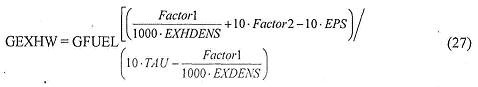 GEXHW = GFUEL[((Factor1 / 1000·EXHDENS) + 10·Factor2 − 10·EPS) /
(10·TAU − Factor1 / 1000·EXDENS)] (27)